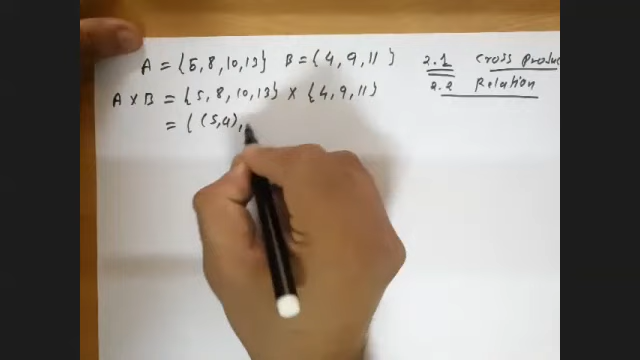 A = {5, 8, 10, 13}  B = {4, 9, 11}
2.1 Cross produc
A × B = {5, 8, 10, 13} × {4, 9, 11}
2.2 Relation
= { (5,4),